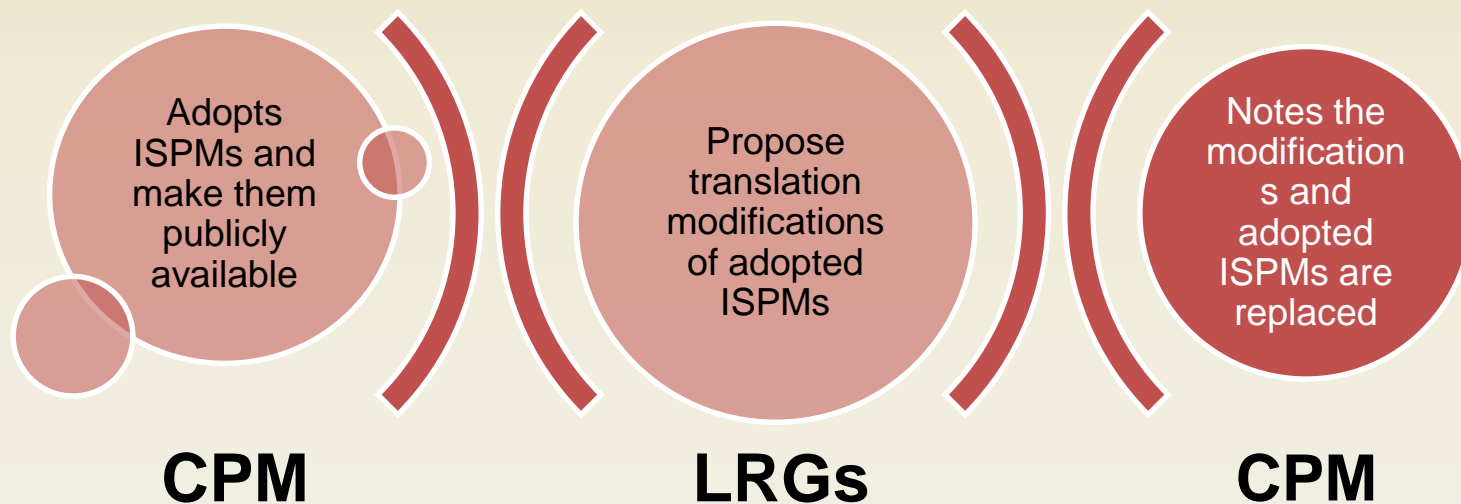 Adopts
ISPMs and
make them
publicly
available
CPM
Propose
translation
modifications
of adopted
ISPMs
LRGs
Notes the
modification
s and
adopted
ISPMs are
replaced
CPM